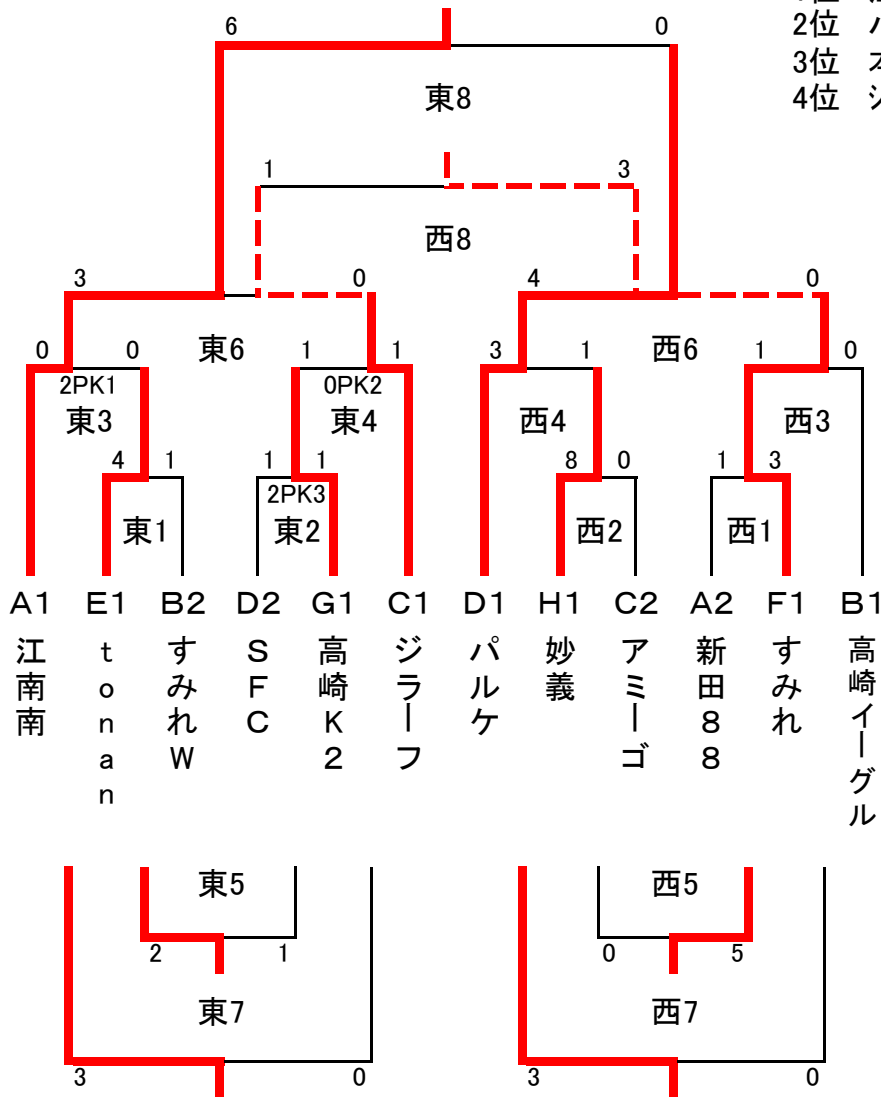 6 0
2位
3位
4位
東8
1 3
西8
3 0 4 0
東6 西6
0 0 1 1 3 1 1 0
2PK1 0PK2
東3 東4 西4 西3
4 1 1 1 8 0 1 3
2PK3
東1 東2 西2 西1
A1 E1 B2 D2 G1 C1 D1 H1 C2 A2 F1 B1
江南南
tonan
すみれW
SFC
高崎K2
ジラーフ
パルケ
妙義
アミーゴ
新田88
すみれ
高崎イーグル
東5 西5
2 1 0 5
東7 西7
3 0 3 0